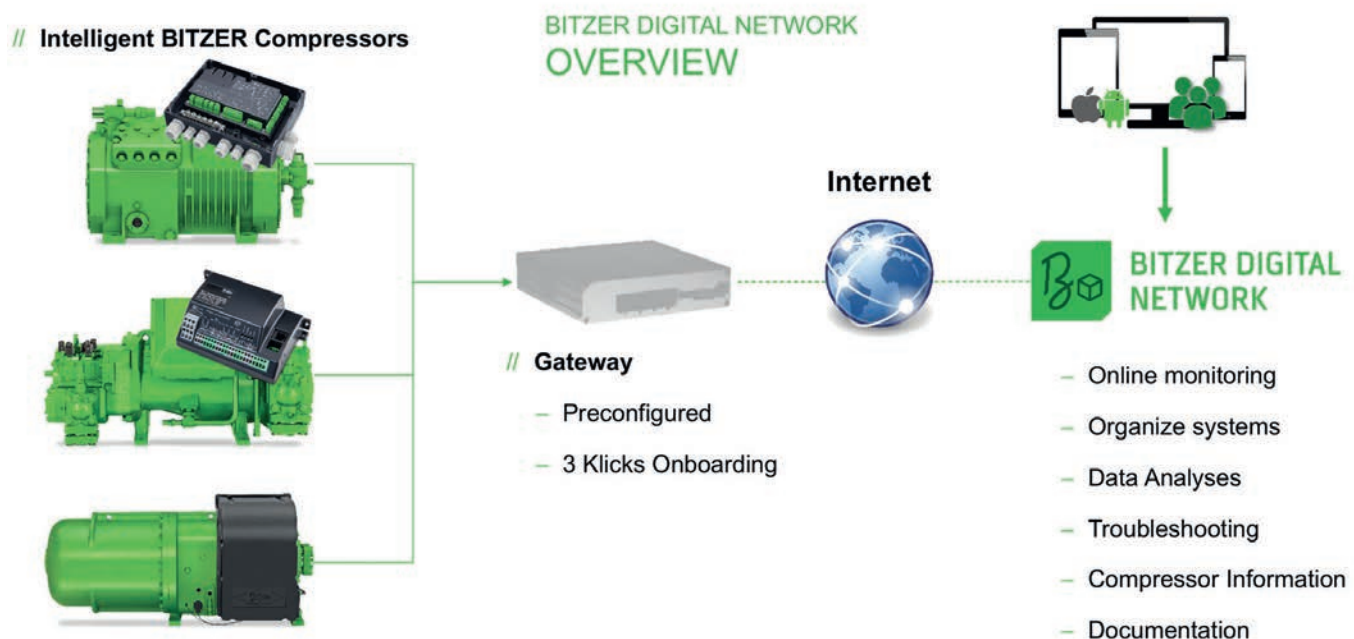 // Intelligent BITZER Compressors
BITZER DIGITAL NETWORK
OVERVIEW
Internet
// Gateway
– Preconfigured
– 3 Klicks Onboarding
BITZER DIGITAL
NETWORK
– Online monitoring
– Organize systems
– Data Analyses
– Troubleshooting
– Compressor Information
– Documentation